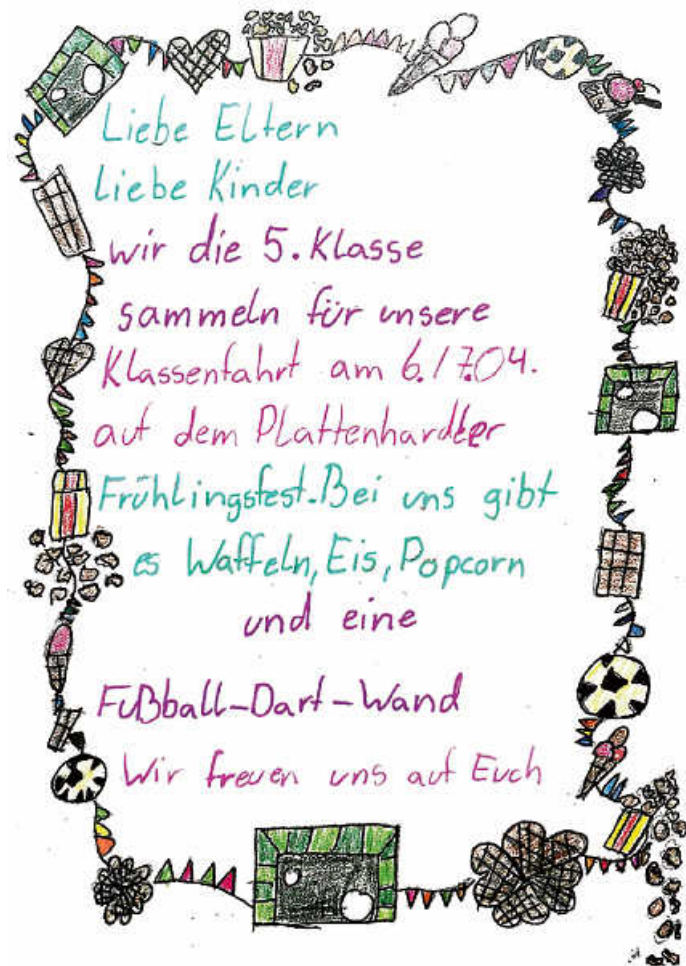 Liebe Eltern
Liebe Kinder
wir die 5. Klasse
sammeln für unsere
Klassenfahrt am 6./7.04.
auf dem Plattenhardter
Frühlingsfest. Bei uns gibt
es Waffeln, Eis, Popcorn
und eine
Fußball-Dart-Wand
Wir freuen uns auf Euch